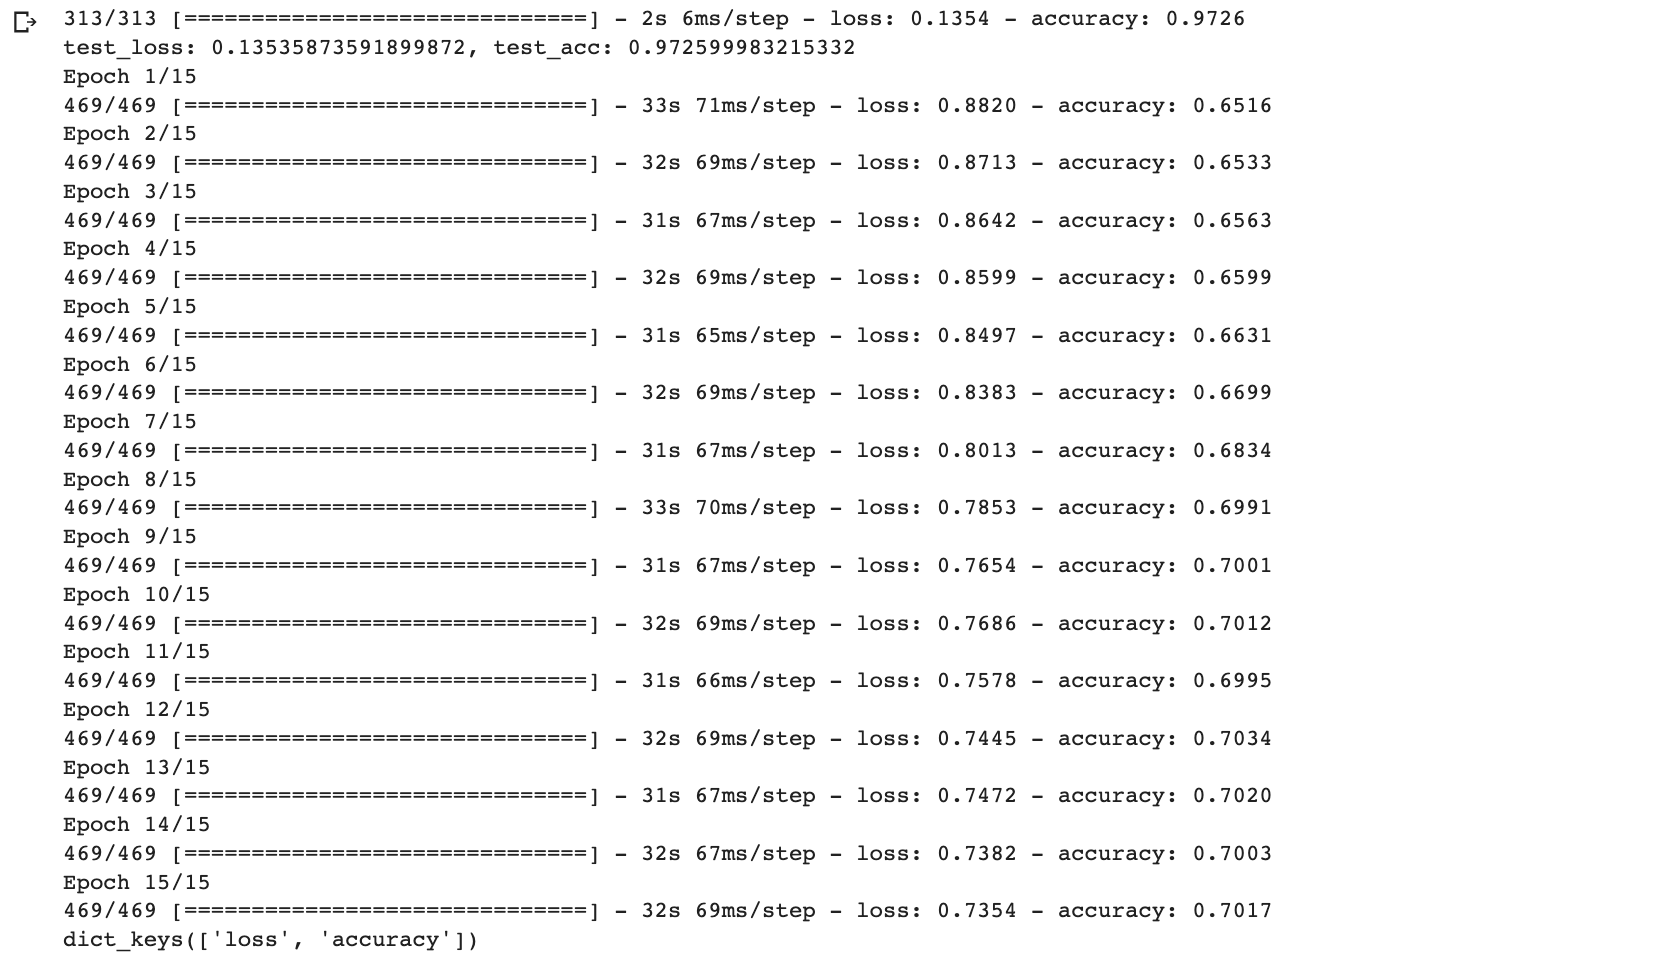 313/313 [==============================] - 2s 6ms/step - loss: 0.1354 - accuracy: 0.9726
test_loss: 0.13535873591899872, test_acc: 0.972599983215332
Epoch 1/15
469/469 [==============================] - 33s 71ms/step - loss: 0.8820 - accuracy: 0.6516
Epoch 2/15
469/469 [==============================] - 32s 69ms/step - loss: 0.8713 - accuracy: 0.6533
Epoch 3/15
469/469 [==============================] - 31s 67ms/step - loss: 0.8642 - accuracy: 0.6563
Epoch 4/15
469/469 [==============================] - 32s 69ms/step - loss: 0.8599 - accuracy: 0.6599
Epoch 5/15
469/469 [==============================] - 31s 65ms/step - loss: 0.8497 - accuracy: 0.6631
Epoch 6/15
469/469 [==============================] - 32s 69ms/step - loss: 0.8383 - accuracy: 0.6699
Epoch 7/15
469/469 [==============================] - 31s 67ms/step - loss: 0.8013 - accuracy: 0.6834
Epoch 8/15
469/469 [==============================] - 33s 70ms/step - loss: 0.7853 - accuracy: 0.6991
Epoch 9/15
469/469 [==============================] - 31s 67ms/step - loss: 0.7654 - accuracy: 0.7001
Epoch 10/15
469/469 [==============================] - 32s 69ms/step - loss: 0.7686 - accuracy: 0.7012
Epoch 11/15
469/469 [==============================] - 31s 66ms/step - loss: 0.7578 - accuracy: 0.6995
Epoch 12/15
469/469 [==============================] - 32s 69ms/step - loss: 0.7445 - accuracy: 0.7034
Epoch 13/15
469/469 [==============================] - 31s 67ms/step - loss: 0.7472 - accuracy: 0.7020
Epoch 14/15
469/469 [==============================] - 32s 67ms/step - loss: 0.7382 - accuracy: 0.7003
Epoch 15/15
469/469 [==============================] - 32s 69ms/step - loss: 0.7354 - accuracy: 0.7017
dict_keys(['loss', 'accuracy'])